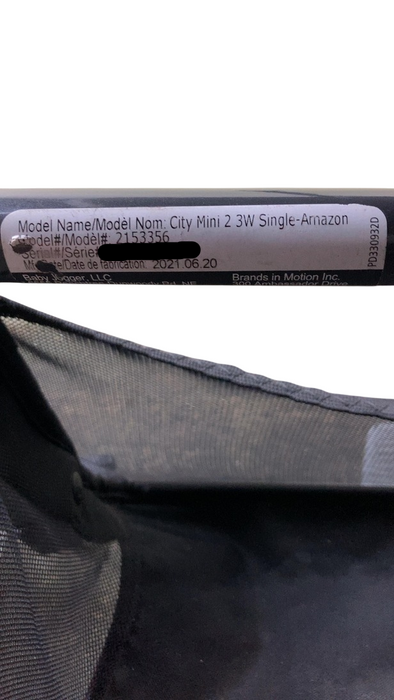 Model Name/Modèl Nom: City Mini 2 3W Single-Amazon
Model#/Modèl# 2153356
Serial#/Série#
Date de fabrication 2021 06 20
Baby Jogger, LLC
Brands in Motion Inc.
300 Ambassador Drive
PD330932D